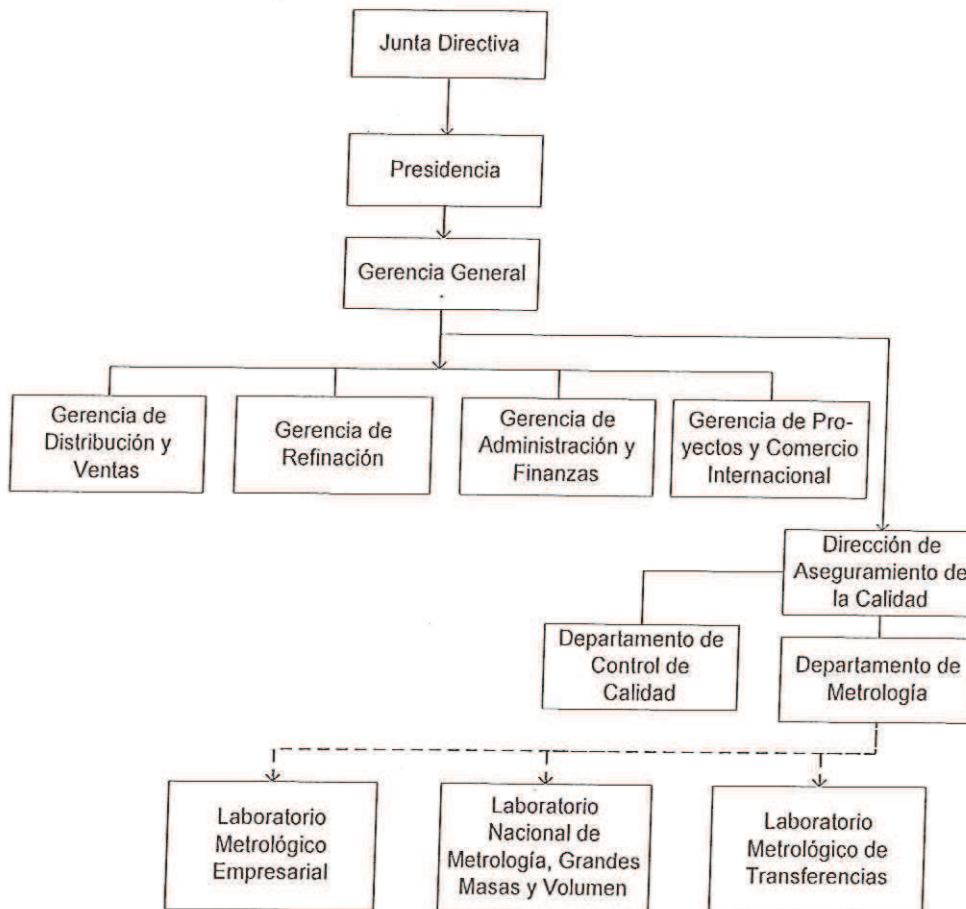 Junta Directiva
Presidencia
Gerencia General
Gerencia de
Distribución y
Ventas
Gerencia de
Refinación
Gerencia de
Administración y
Finanzas
Gerencia de Pro-
yectos y Comercio
Internacional
Dirección de
Aseguramiento de
la Calidad
Departamento de
Control de
Calidad
Departamento de
Metrología
Laboratorio
Metrológico
Empresarial
Laboratorio
Nacional de
Metrología, Grandes
Masas y Volumen
Laboratorio
Metrológico de
Transferencias